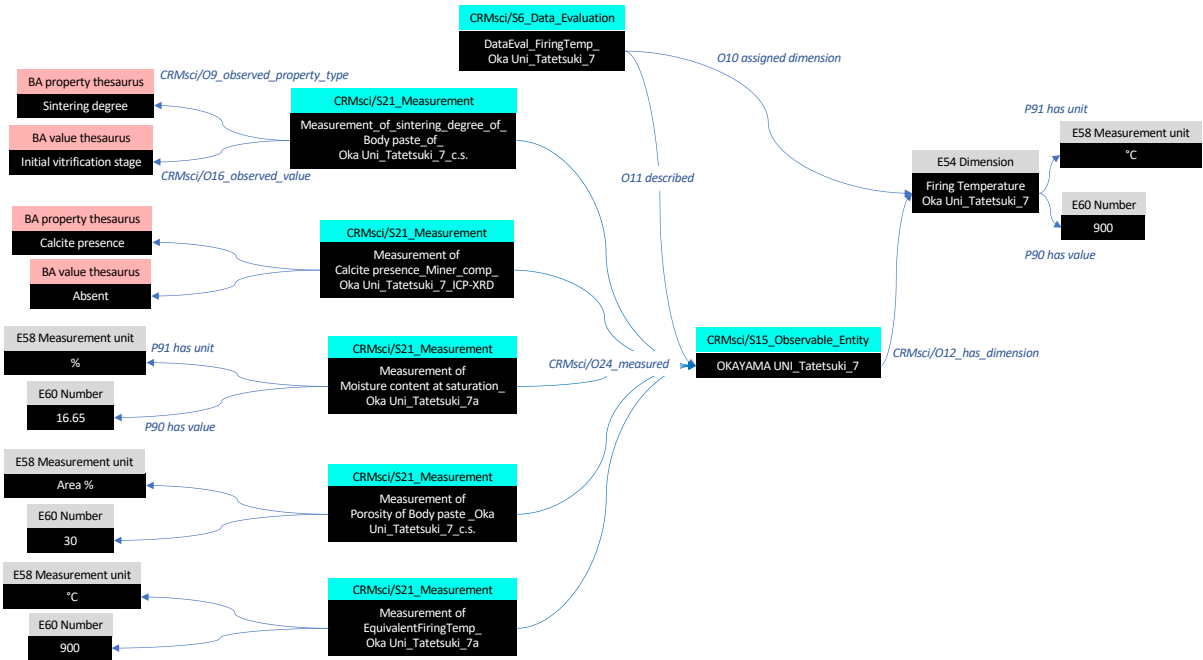 CRMsci/S6_Data_Evaluation
DataEval_FiringTemp_
Oka Uni_Tatetsuki_7
O10 assigned dimension
CRMsci/O9_observed_property_type
BA property thesaurus
Sintering degree
BA value thesaurus
Initial vitrification stage
CRMsci/O16_observed_value
CRMsci/S21_Measurement
Measurement_of_sintering_degree_of_
Body paste_of_
Oka Uni_Tatetsuki_7_c.s.
O11 described
P91 has unit
E58 Measurement unit
°C
E54 Dimension
Firing Temperature
Oka Uni_Tatetsuki_7
E60 Number
900
P90 has value
BA property thesaurus
Calcite presence
BA value thesaurus
Absent
CRMsci/S21_Measurement
Measurement of
Calcite presence_Miner_comp_
Oka Uni_Tatetsuki_7_ICP-XRD
E58 Measurement unit
%
P91 has unit
E60 Number
16.65
P90 has value
CRMsci/S21_Measurement
Measurement of
Moisture content at saturation_
Oka Uni_Tatetsuki_7a
CRMsci/O24_measured
CRMsci/S15_Observable_Entity
OKAYAMA UNI_Tatetsuki_7
CRMsci/O12_has_dimension
E58 Measurement unit
Area %
E60 Number
30
CRMsci/S21_Measurement
Measurement of
Porosity of Body paste _Oka
Uni_Tatetsuki_7_c.s.
E58 Measurement unit
°C
E60 Number
900
CRMsci/S21_Measurement
Measurement of
EquivalentFiringTemp_
Oka Uni_Tatetsuki_7a